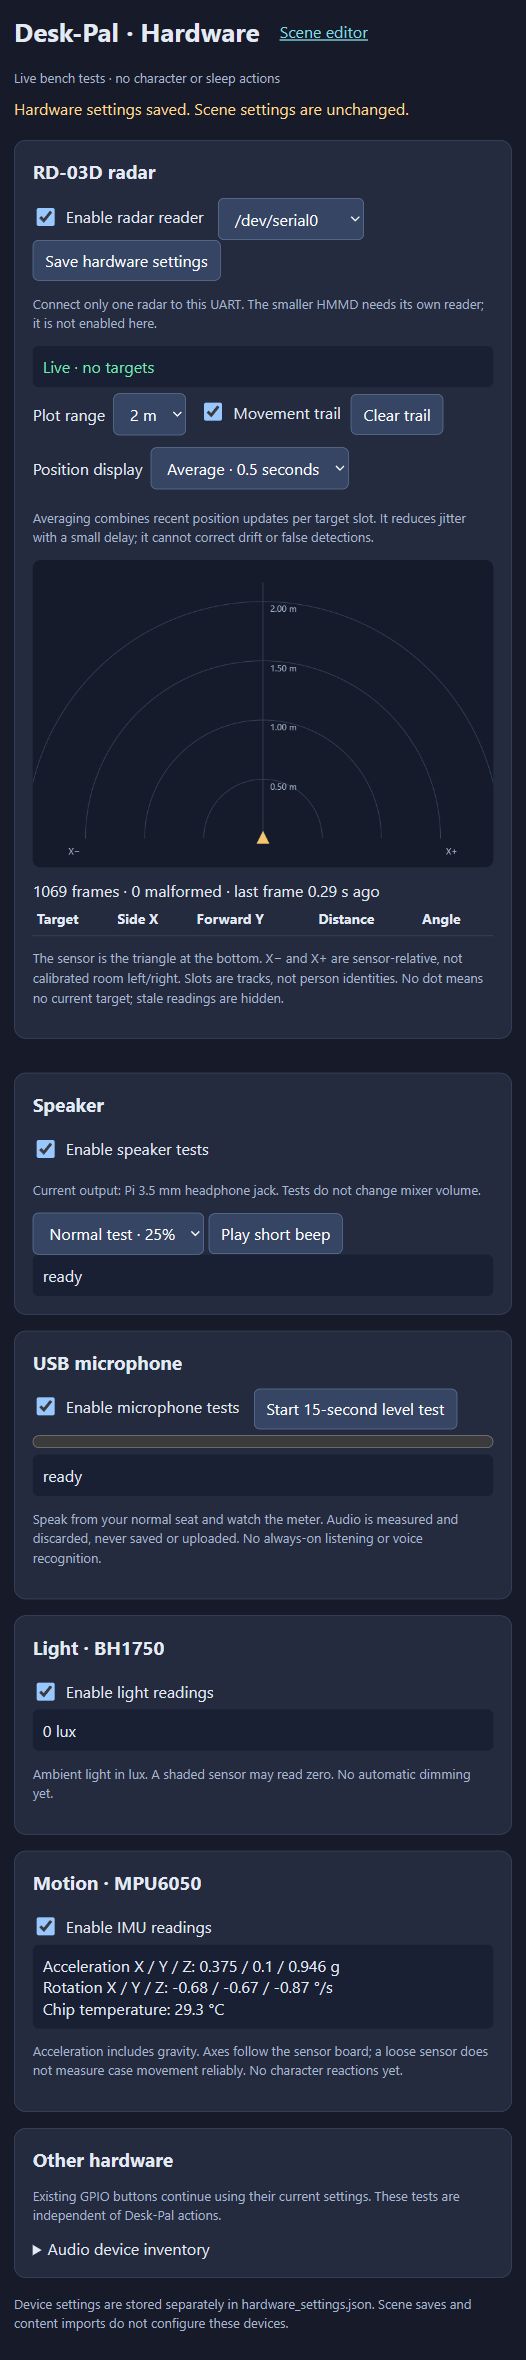 Desk-Pal · Hardware Scene editor
Live bench tests · no character or sleep actions
Hardware settings saved. Scene settings are unchanged.
RD-03D radar
Enable radar reader /dev/serial0
Save hardware settings
Connect only one radar to this UART. The smaller HMMD needs its own reader;
it is not enabled here.
Live · no targets
Plot range 2 m Movement trail Clear trail
Position display Average · 0.5 seconds
Averaging combines recent position updates per target slot. It reduces jitter
with a small delay; it cannot correct drift or false detections.
2.00 m
1.50 m
1.00 m
0.50 m
X− X+
1069 frames · 0 malformed · last frame 0.29 s ago
Target Side X Forward Y Distance Angle
The sensor is the triangle at the bottom. X− and X+ are sensor-relative, not
calibrated room left/right. Slots are tracks, not person identities. No dot means
no current target; stale readings are hidden.
Speaker
Enable speaker tests
Current output: Pi 3.5 mm headphone jack. Tests do not change mixer volume.
Normal test · 25% Play short beep
ready
USB microphone
Enable microphone tests Start 15-second level test
ready
Speak from your normal seat and watch the meter. Audio is measured and
discarded, never saved or uploaded. No always-on listening or voice
recognition.
Light · BH1750
Enable light readings
0 lux
Ambient light in lux. A shaded sensor may read zero. No automatic dimming
yet.
Motion · MPU6050
Enable IMU readings
Acceleration X / Y / Z: 0.375 / 0.1 / 0.946 g
Rotation X / Y / Z: -0.68 / -0.67 / -0.87 °/s
Chip temperature: 29.3 °C
Acceleration includes gravity. Axes follow the sensor board; a loose sensor does
not measure case movement reliably. No character reactions yet.
Other hardware
Existing GPIO buttons continue using their current settings. These tests are
independent of Desk-Pal actions.
Audio device inventory
Device settings are stored separately in hardware_settings.json. Scene saves and
content imports do not configure these devices.